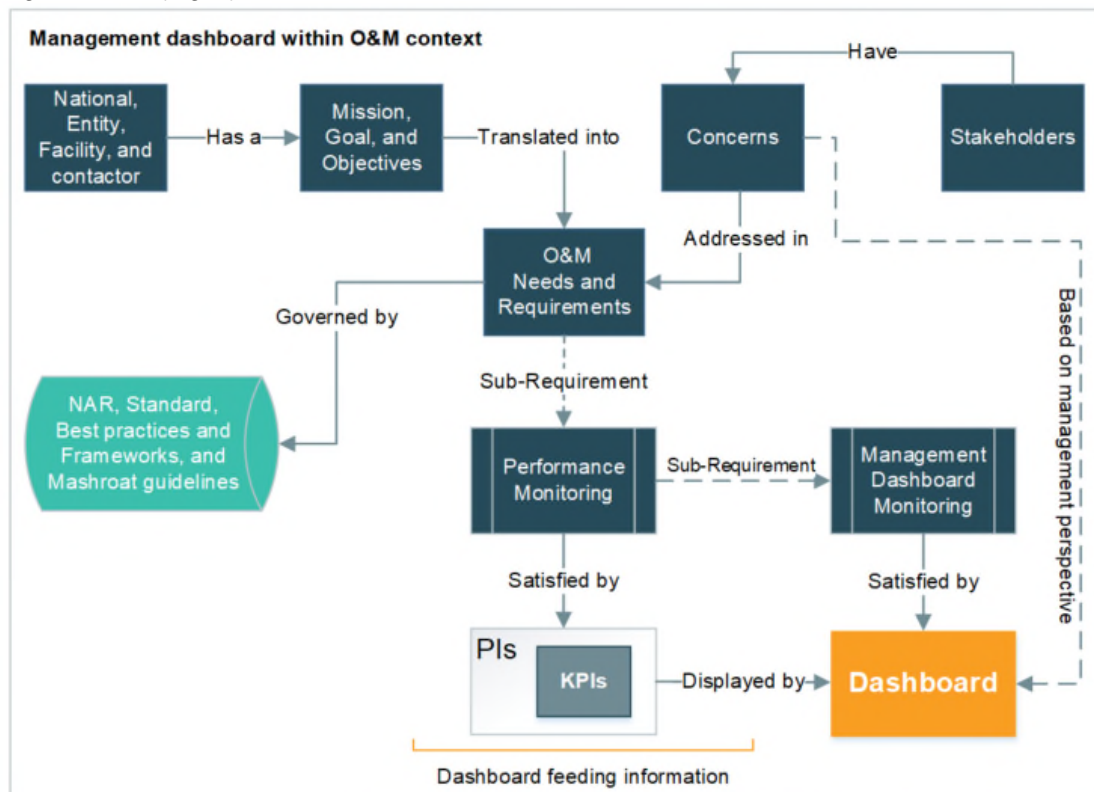 Management dashboard within O&M context
Have
National,
Entity,
Facility, and
contactor
Has a
Mission,
Goal, and
Objectives
Translated into
Concerns
Stakeholders
Addressed in
O&M
Needs and
Requirements
Governed by
Based on management perspective
Sub-Requirement
NAR, Standard,
Best practices and
Frameworks, and
Mashroat guidelines
Performance
Monitoring
Sub-Requirement
Management
Dashboard
Monitoring
Satisfied by
Satisfied by
PIs
KPIs
Displayed by
Dashboard
Dashboard feeding information